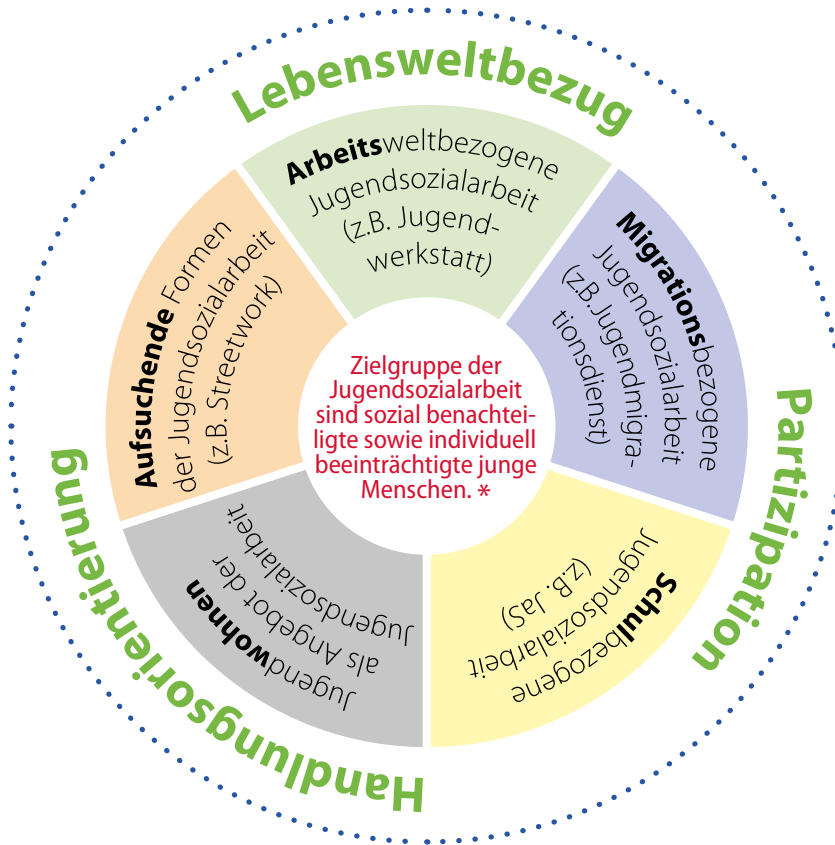 Lebensweltbezug
Arbeitsweltbezogene
Jugendsozialarbeit
(z.B. Jugend-
werkstatt)
Migrationsbezogene
Jugendsozialarbeit
(z.B.Jugendmigra-
tionsdienst)
Partizipation
Schulbezogene
Jugendsozialarbeit
(z.B. JaS)
Jugendwohnen
als Angebot der
Jugendsozialarbeit
Handlungsorientierung
Aufsuchende Formen
der Jugendsozialarbeit
(z.B. Streetwork)
Zielgruppe der
Jugendsozialarbeit
sind sozial benachtei-
ligte sowie individuell
beeinträchtigte junge
Menschen. *